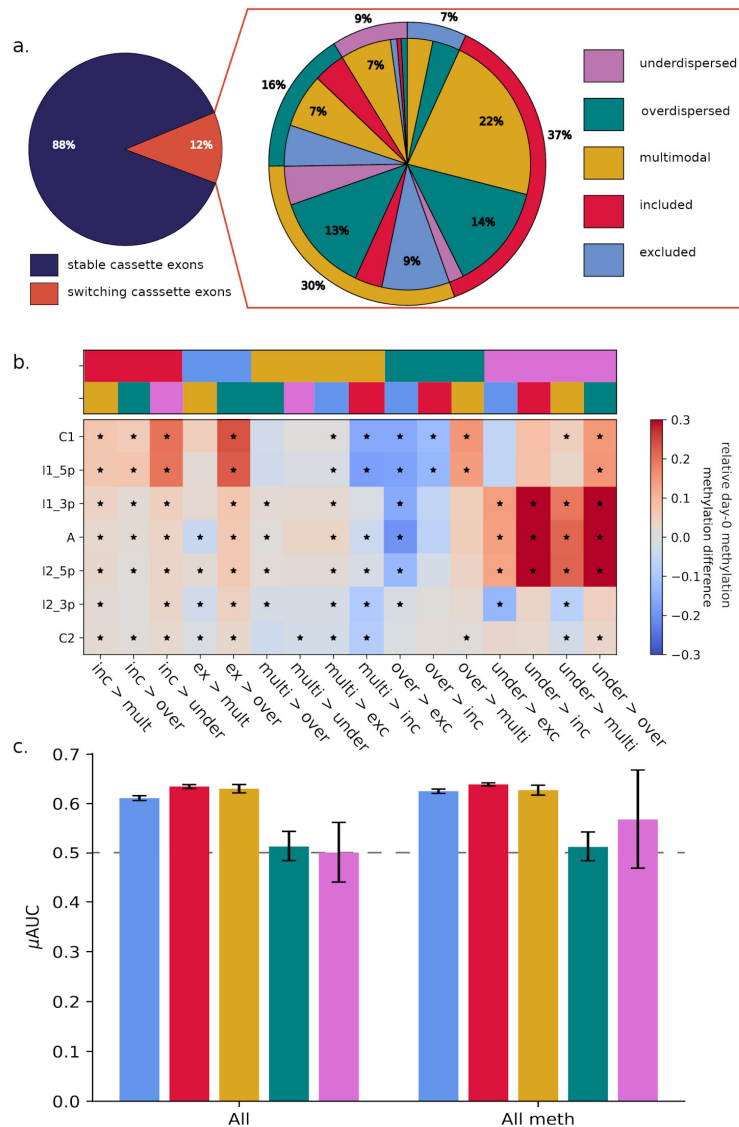 a.
88%
12%
stable cassette exons
switching casssette exons
9%
7%
16%
37%
30%
7%
7%
22%
14%
13%
9%
underdispersed
overdispersed
multimodal
included
excluded
b.
C1
I1_5p
I1_3p
A
I2_5p
I2_3p
C2
inc > mult
inc > over
inc > under
ex > mult
ex > over
multi > over
multi > under
multi > exc
multi > inc
over > exc
over > inc
over > multi
under > exc
under > inc
under > multi
under > over
0.3
0.2
0.1
0.0
−0.1
−0.2
−0.3
relative day-0 methylation
methylation difference
c.
0.7
0.6
0.5
0.4
0.3
0.2
0.1
0.0
μAUC
All
All meth